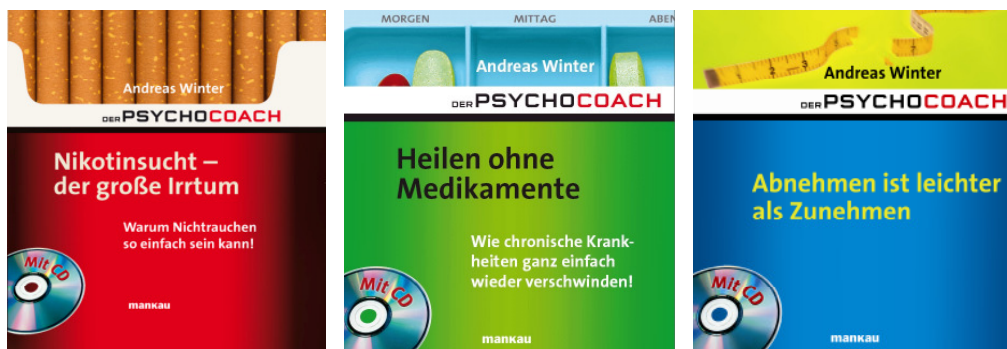 Andreas Winter
DER PSYCHOCOACH
Nikotinsucht –
der große Irrtum
Warum Nichtrauchen
so einfach sein kann!
Mit CD
mankau
MORGEN MITTAG ABEN
Andreas Winter
DER PSYCHOCOACH
Heilen ohne
Medikamente
Wie chronische Krank-
heiten ganz einfach
wieder verschwinden!
Mit CD
mankau
Andreas Winter
DER PSYCHOCOACH
Abnehmen ist leichter
als Zunehmen
Mit CD
mankau